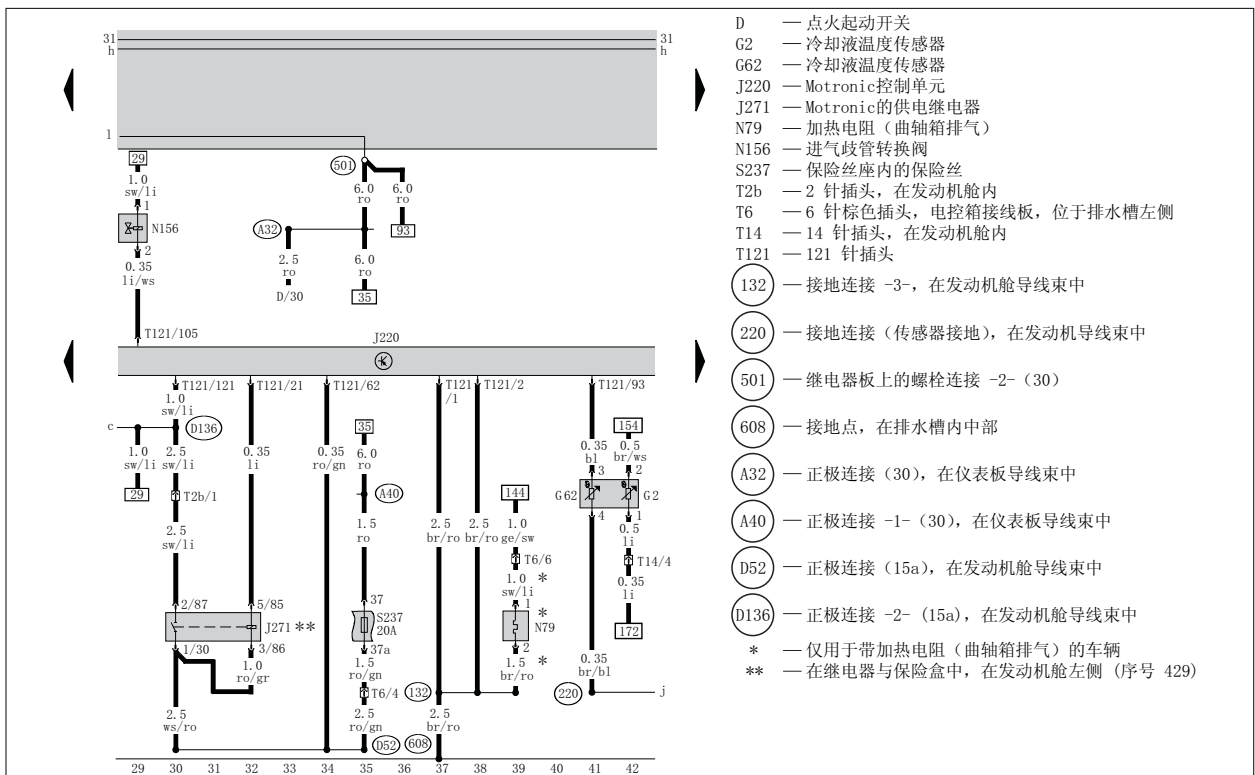 31
h
31
h
l
29
1.0
sw/li
1
N156
2
0.35
li/ws
501
6.0
ro
6.0
ro
93
A32
2.5
ro
D/30
6.0
ro
35
T121/105
J220
T121/121
T121/21
T121/62
T121
/1
T121/2
T121/93
1.0
sw/li
c
D136
1.0
sw/li
2.5
sw/li
29
T2b/1
2.5
sw/li
0.35
li
0.35
ro/gn
35
6.0
ro
A40
1.5
ro
2.5
br/ro
2.5
br/ro
144
1.0
ge/sw
T6/6
1.0
sw/li
*
1
*
N79
2
1.5
br/ro
*
0.35
bl
3
G62
4
154
0.5
br/ws
2
G2
1
0.5
li
T14/4
0.35
li
172
2/87
5/85
J271 **
1/30
3/86
1.0
ro/gr
37
S237
20A
37a
1.5
ro/gn
T6/4
132
220
0.35
br/bl
j
2.5
ws/ro
2.5
ro/gn
D52
608
2.5
br/ro
29 30 31 32 33 34 35 36 37 38 39 40 41 42
D — 点火起动开关
G2 — 冷却液温度传感器
G62 — 冷却液温度传感器
J220 — Motronic控制单元
J271 — Motronic的供电继电器
N79 — 加热电阻（曲轴箱排气）
N156 — 进气歧管转换阀
S237 — 保险丝座内的保险丝
T2b — 2 针插头，在发动机舱内
T6 — 6 针棕色插头，电控箱接线板，位于排水槽左侧
T14 — 14 针插头，在发动机舱内
T121 — 121 针插头
132 — 接地连接 -3-，在发动机舱导线束中
220 — 接地连接（传感器接地），在发动机导线束中
501 — 继电器板上的螺栓连接 -2-（30）
608 — 接地点，在排水槽内中部
A32 — 正极连接（30），在仪表板导线束中
A40 — 正极连接 -1-（30），在仪表板导线束中
D52 — 正极连接（15a），在发动机舱导线束中
D136 — 正极连接 -2- (15a)，在发动机舱导线束中
* — 仅用于带加热电阻（曲轴箱排气）的车辆
** — 在继电器与保险盒中，在发动机舱左侧 (序号 429)